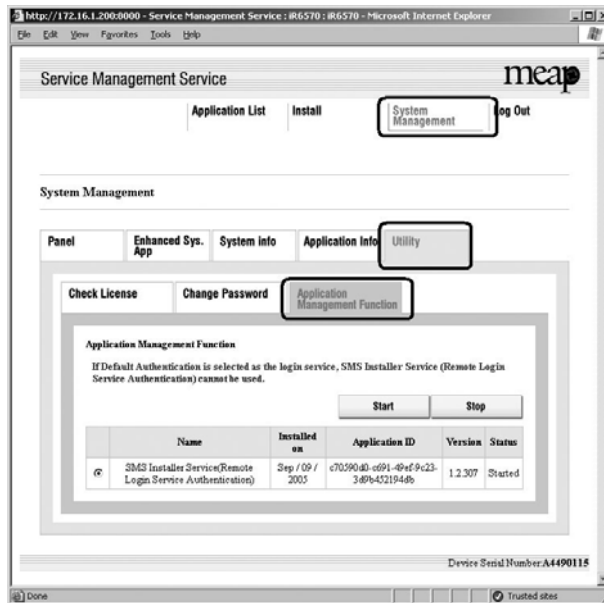 http://172.16.1.200:8000 - Service Management Service : iR6570 : iR6570 - Microsoft Internet Explorer
File Edit View Favorites Tools Help
Service Management Service
meap
Application List Install System Management Log Out
System Management
Panel Enhanced Sys. App System info Application Info Utility
Check License Change Password Application Management Function
Application Management Function
If Default Authentication is selected as the login service, SMS Installer Service (Remote Login
Service Authentication) cannot be used.
Start Stop
Name Installed on Application ID Version Status
SMS Installer Service(Remote Login Service Authentication) Sep / 09 / 2005 c70590d0-c691-49ef-9c23-3d9b452194db 1.2.307 Started
Device Serial Number:A4490115
Done Trusted sites